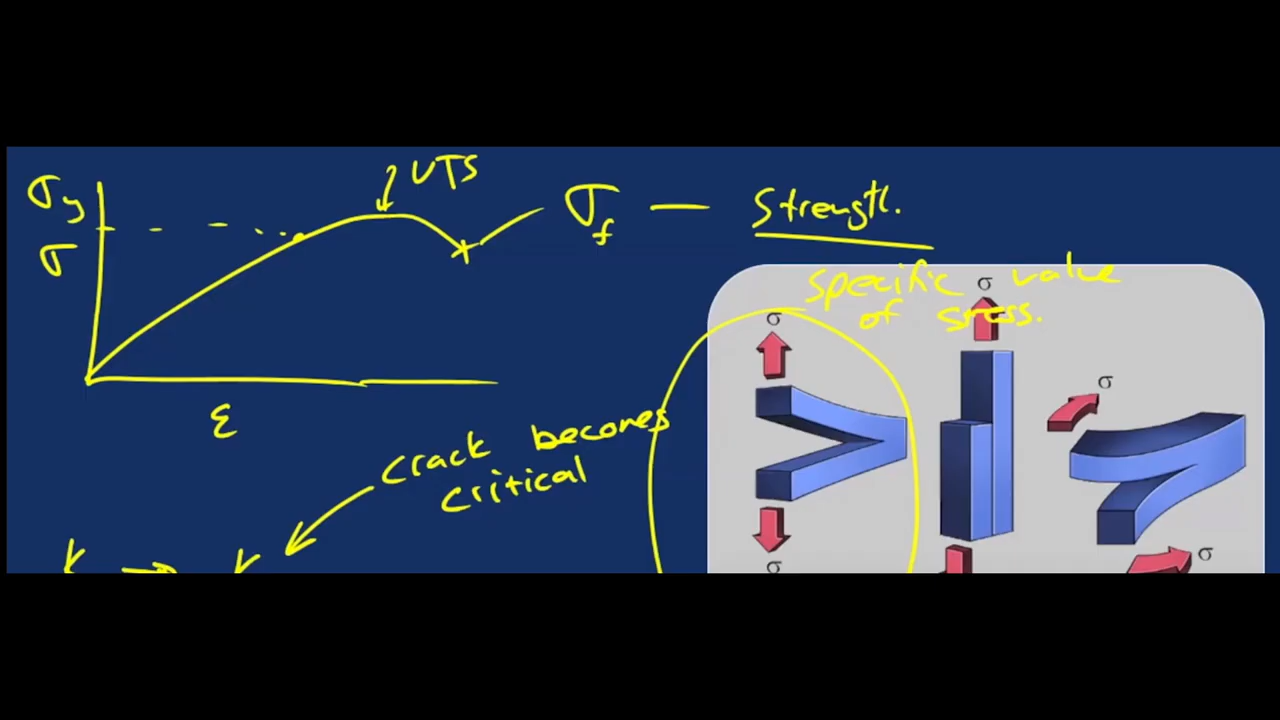 UTS
σy
σf — Strength.
σ
specific value
of stress.
ε
crack becomes
critical
K → K
σ
σ
σ
σ
σ